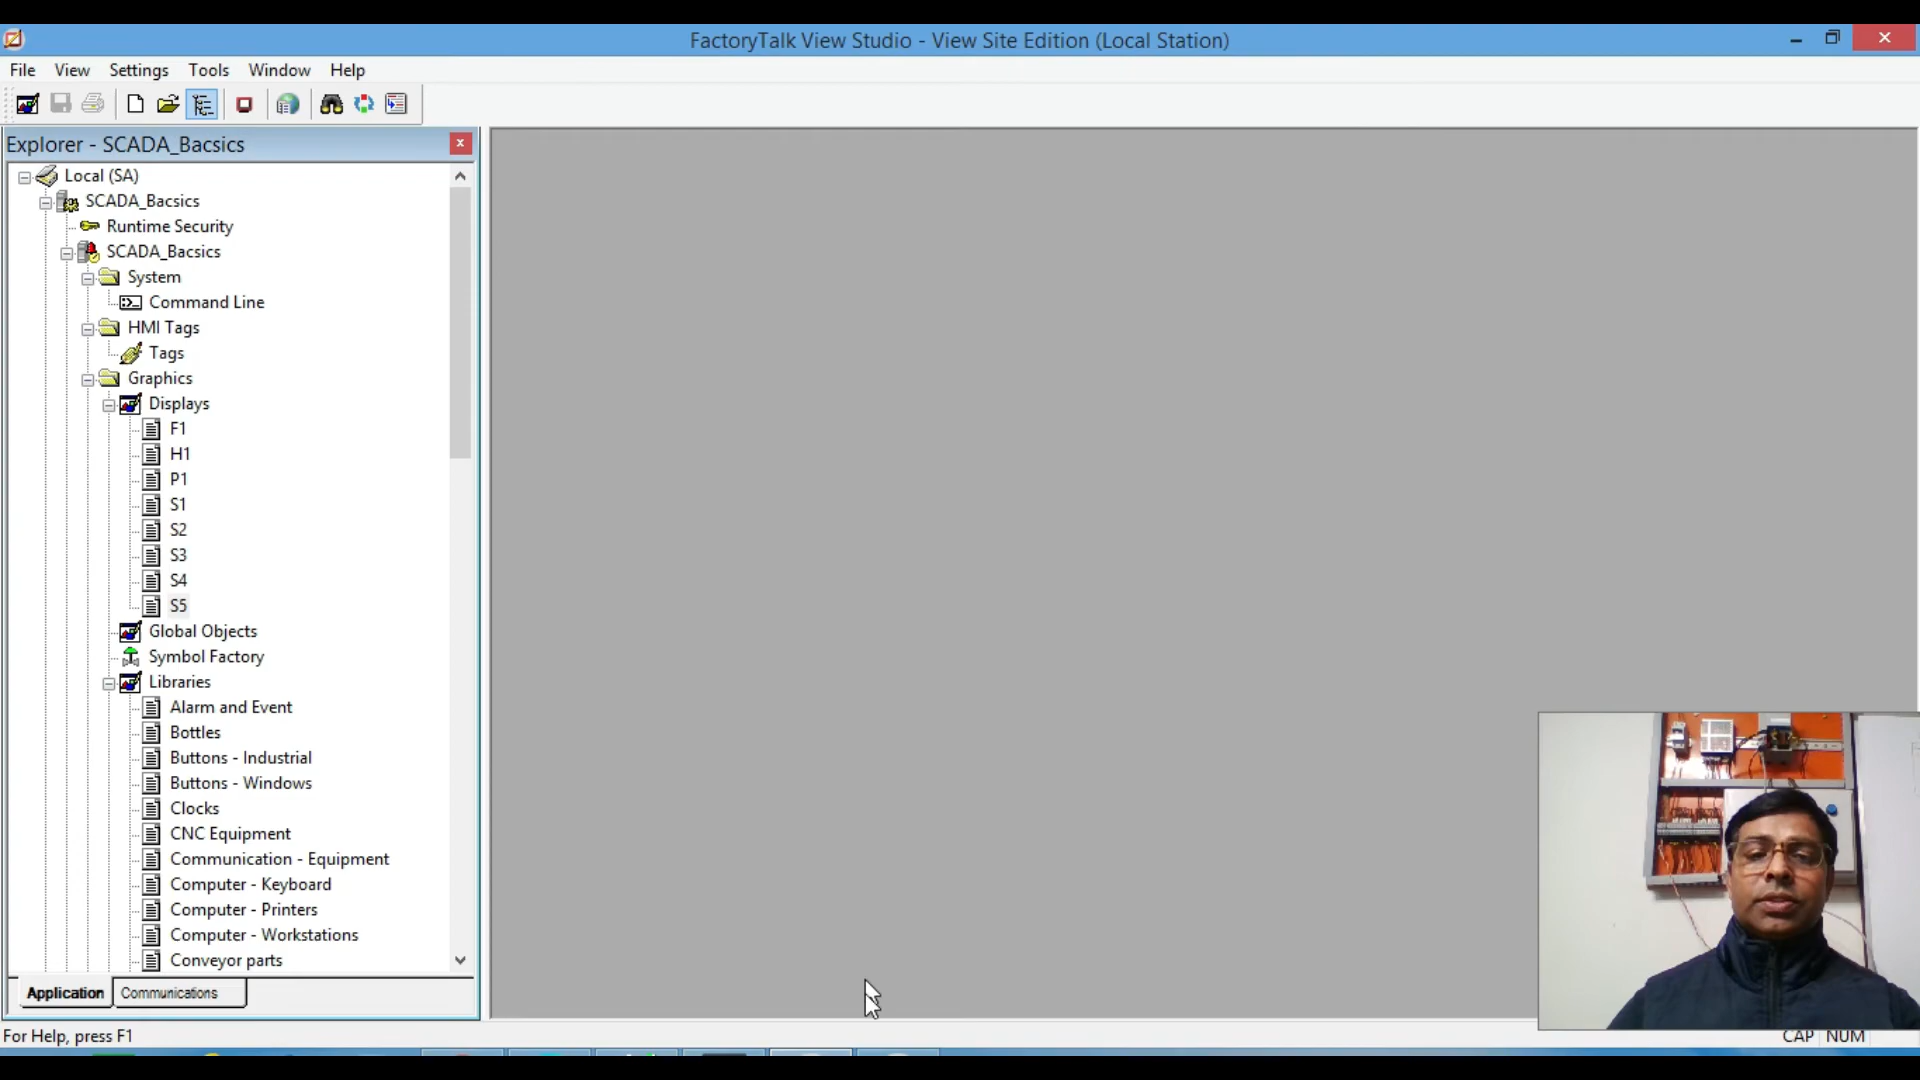 FactoryTalk View Studio - View Site Edition (Local Station)
File View Settings Tools Window Help
Explorer - SCADA_Bacsics
Local (SA)
SCADA_Bacsics
Runtime Security
SCADA_Bacsics
System
Command Line
HMI Tags
Tags
Graphics
Displays
F1
H1
P1
S1
S2
S3
S4
S5
Global Objects
Symbol Factory
Libraries
Alarm and Event
Bottles
Buttons - Industrial
Buttons - Windows
Clocks
CNC Equipment
Communication - Equipment
Computer - Keyboard
Computer - Printers
Computer - Workstations
Conveyor parts
Application Communications
For Help, press F1
CAP NUM